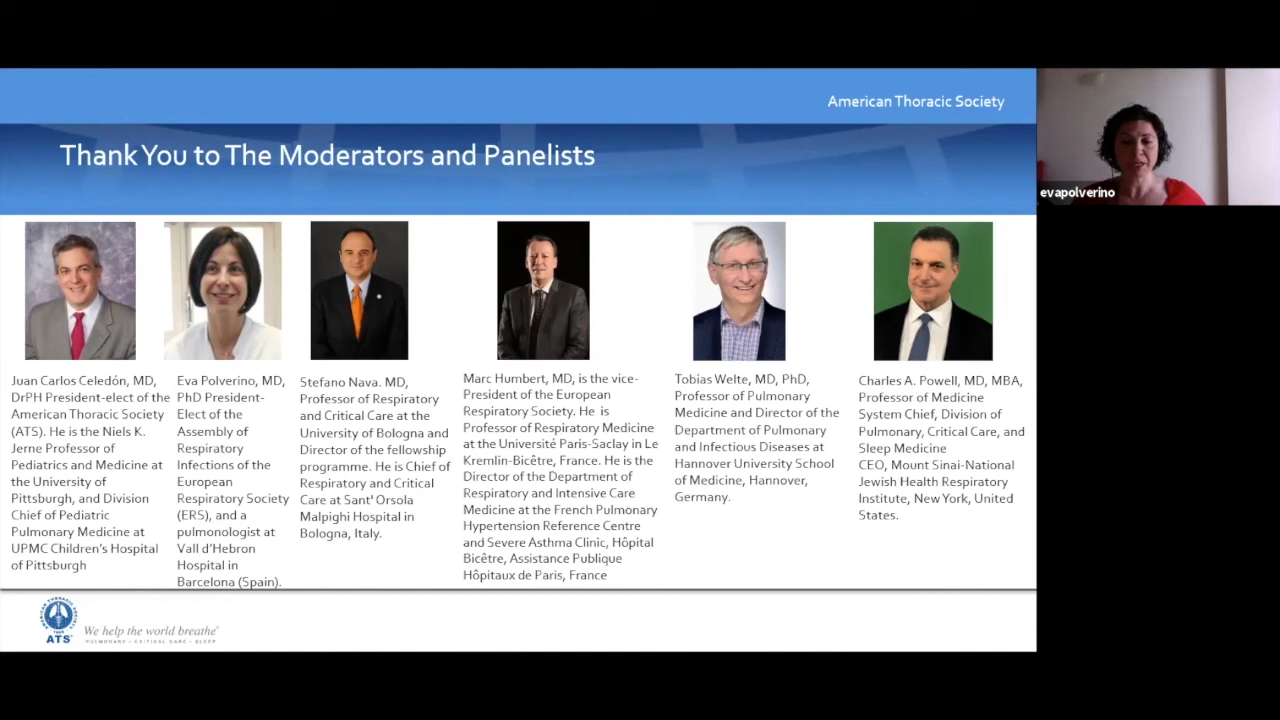 American Thoracic Society
Thank You to The Moderators and Panelists
evapolverino
Juan Carlos Celedón, MD,
DrPH President-elect of the
American Thoracic Society
(ATS). He is the Niels K.
Jerne Professor of
Pediatrics and Medicine at
the University of
Pittsburgh, and Division
Chief of Pediatric
Pulmonary Medicine at
UPMC Children's Hospital
of Pittsburgh
Eva Polverino, MD,
PhD President-
Elect of the
Assembly of
Respiratory
Infections of the
European
Respiratory Society
(ERS), and a
pulmonologist at
Vall d'Hebron
Hospital in
Barcelona (Spain).
Stefano Nava. MD,
Professor of Respiratory
and Critical Care at the
University of Bologna and
Director of the fellowship
programme. He is Chief of
Respiratory and Critical
Care at Sant' Orsola
Malpighi Hospital in
Bologna, Italy.
Marc Humbert, MD, is the vice-
President of the European
Respiratory Society. He is
Professor of Respiratory Medicine
at the Université Paris-Saclay in Le
Kremlin-Bicêtre, France. He is the
Director of the Department of
Respiratory and Intensive Care
Medicine at the French Pulmonary
Hypertension Reference Centre
and Severe Asthma Clinic, Hôpital
Bicêtre, Assistance Publique
Hôpitaux de Paris, France
Tobias Welte, MD, PhD,
Professor of Pulmonary
Medicine and Director of the
Department of Pulmonary
and Infectious Diseases at
Hannover University School
of Medicine, Hannover,
Germany.
Charles A. Powell, MD, MBA,
Professor of Medicine
System Chief, Division of
Pulmonary, Critical Care, and
Sleep Medicine
CEO, Mount Sinai-National
Jewish Health Respiratory
Institute, New York, United
States.
AMERICAN THORACIC SOCIETY
1905
ATS
We help the world breathe
PULMONARY • CRITICAL CARE • SLEEP